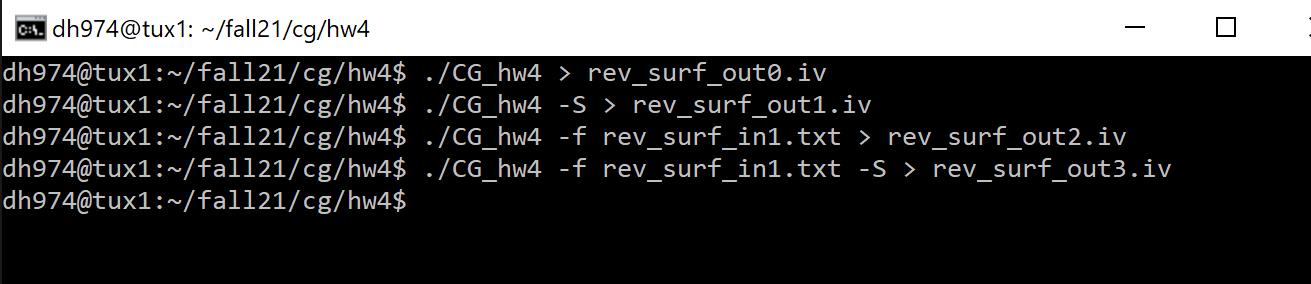 dh974@tux1: ~/fall21/cg/hw4
dh974@tux1:~/fall21/cg/hw4$ ./CG_hw4 > rev_surf_out0.iv
dh974@tux1:~/fall21/cg/hw4$ ./CG_hw4 -S > rev_surf_out1.iv
dh974@tux1:~/fall21/cg/hw4$ ./CG_hw4 -f rev_surf_in1.txt > rev_surf_out2.iv
dh974@tux1:~/fall21/cg/hw4$ ./CG_hw4 -f rev_surf_in1.txt -S > rev_surf_out3.iv
dh974@tux1:~/fall21/cg/hw4$